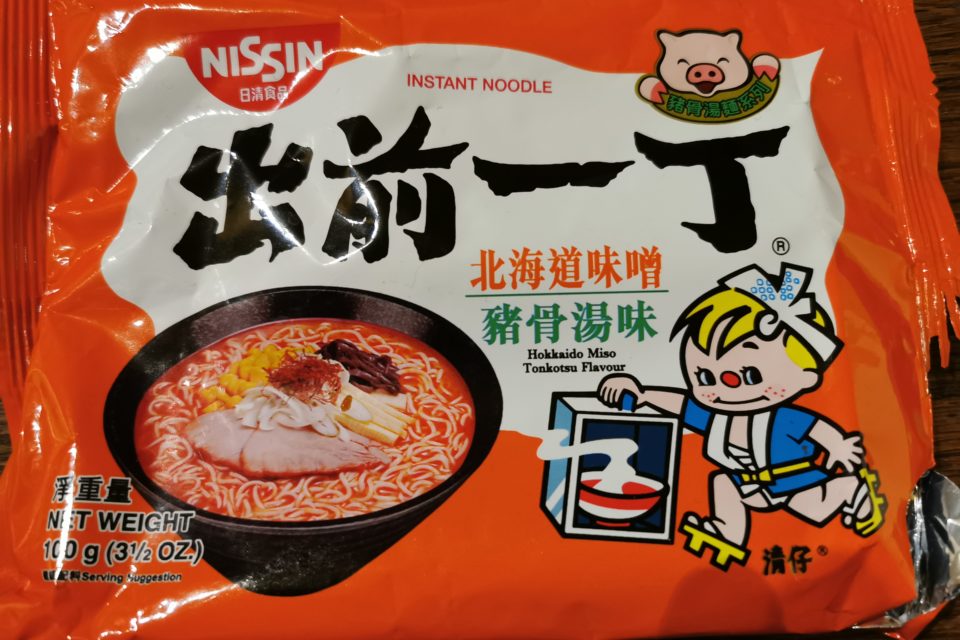 NISSIN
日清食品
INSTANT NOODLE
豬骨湯麵系列
出前一丁
®
北海道味噌
豬骨湯味
Hokkaido Miso
Tonkotsu Flavour
淨重量
NET WEIGHT
100 g (3½ OZ.)
Serving Suggestion
清仔®